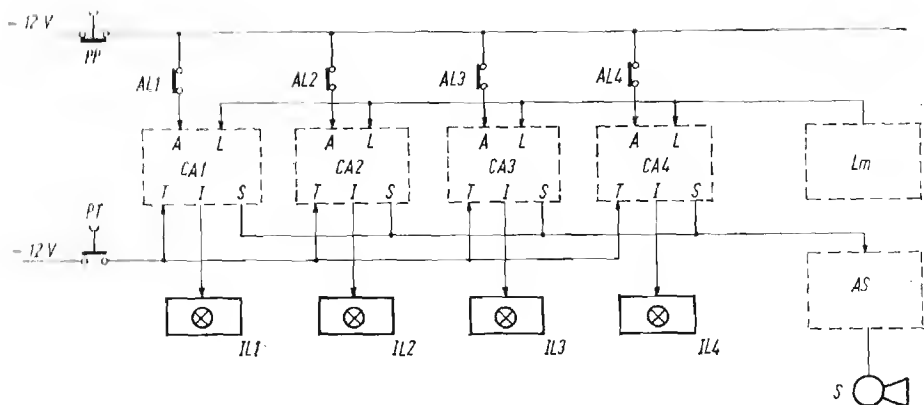 - 12 V
PP
AL1 AL2 AL3 AL4
A L A L A L A L
CA1 CA2 CA3 CA4 Lm
T I S T I S T I S T I S
PT
- 12 V
AS
IL1 IL2 IL3 IL4
S